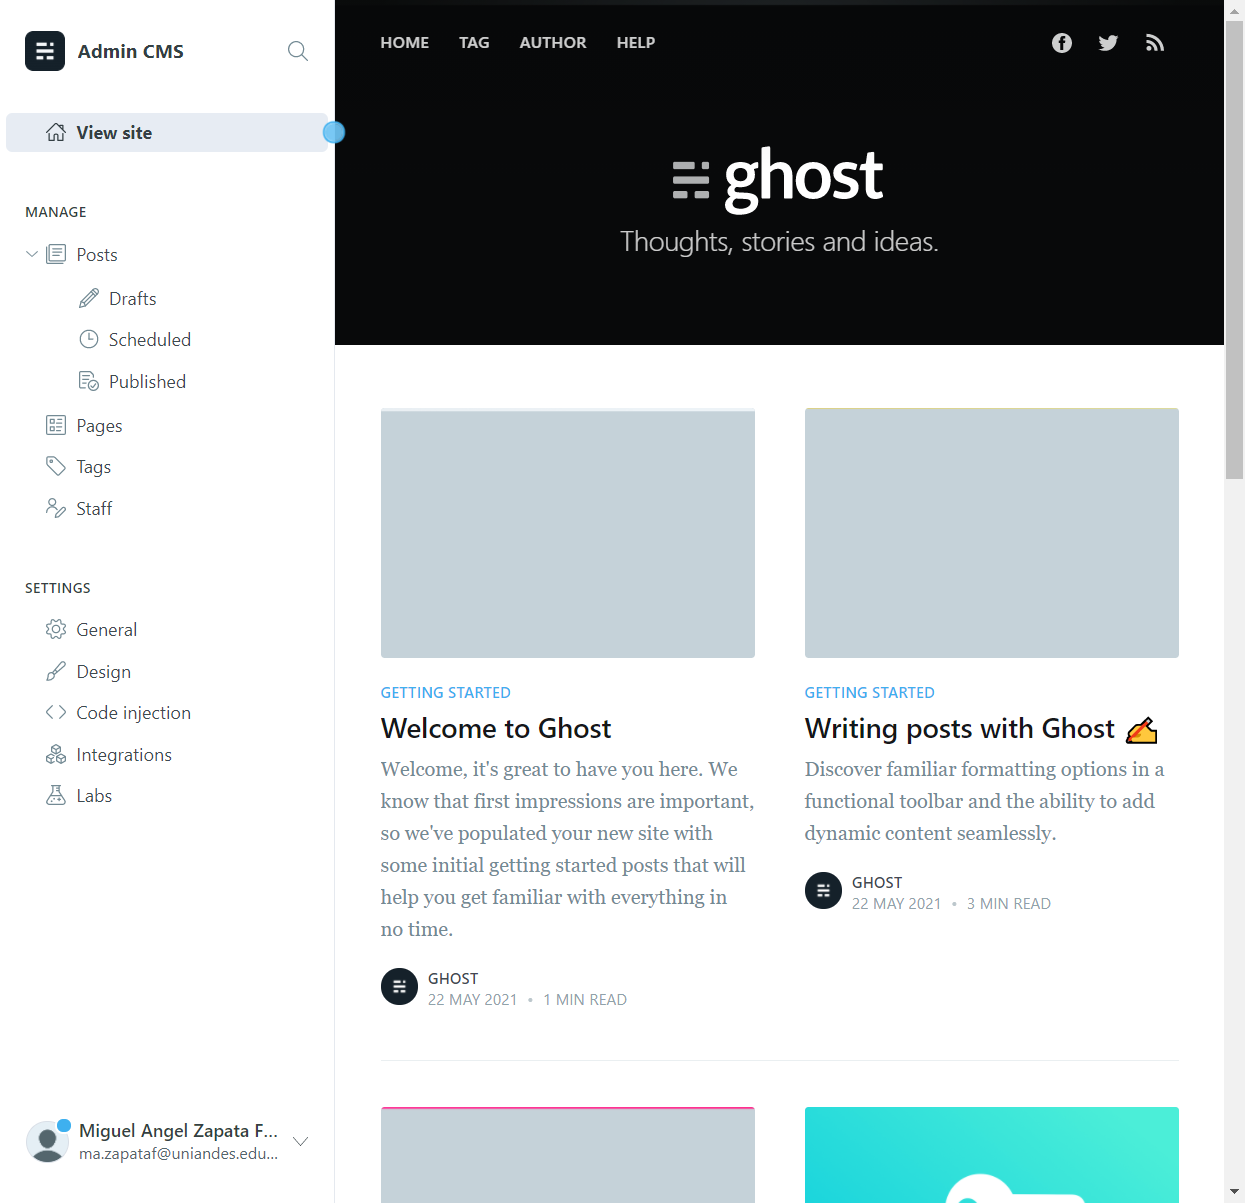 Admin CMS
View site
MANAGE
Posts
Drafts
Scheduled
Published
Pages
Tags
Staff
SETTINGS
General
Design
Code injection
Integrations
Labs
Miguel Angel Zapata F...
ma.zapataf@uniandes.edu...
HOME TAG AUTHOR HELP
ghost
Thoughts, stories and ideas.
GETTING STARTED
Welcome to Ghost
Welcome, it's great to have you here. We
know that first impressions are important,
so we've populated your new site with
some initial getting started posts that will
help you get familiar with everything in
no time.
GHOST
22 MAY 2021 • 1 MIN READ
GETTING STARTED
Writing posts with Ghost ✍️
Discover familiar formatting options in a
functional toolbar and the ability to add
dynamic content seamlessly.
GHOST
22 MAY 2021 • 3 MIN READ